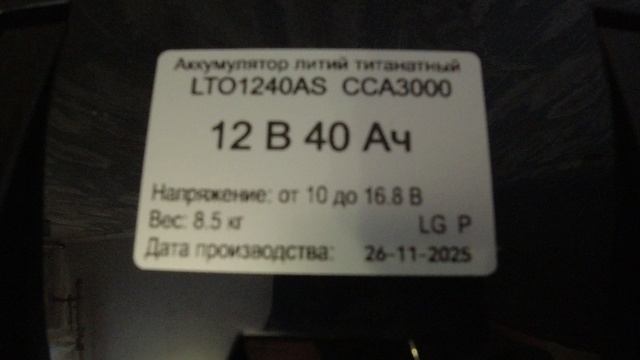 Аккумулятор литий титанатный
LTO1240AS CCA3000
12 В 40 Ач
Напряжение: от 10 до 16.8 В
Вес: 8.5 кг LG P
Дата производства: 26-11-2025